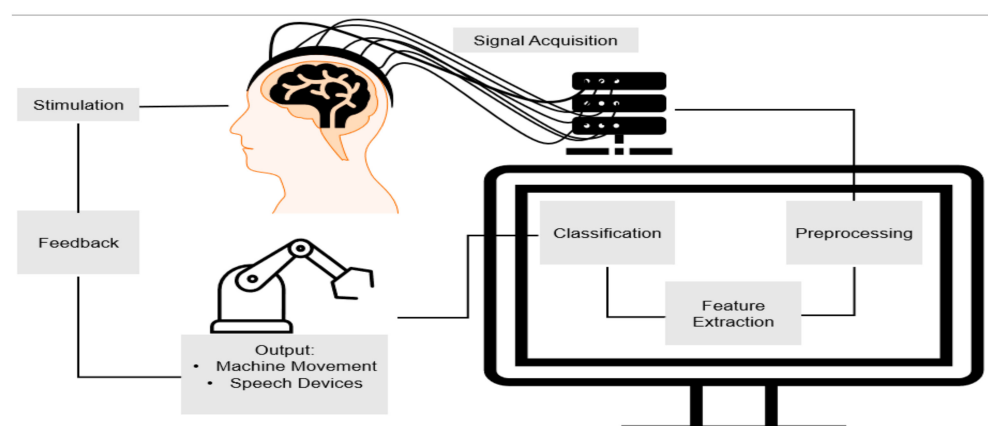 Signal Acquisition
Stimulation
Feedback
Classification
Preprocessing
Feature
Extraction
Output:
• Machine Movement
• Speech Devices